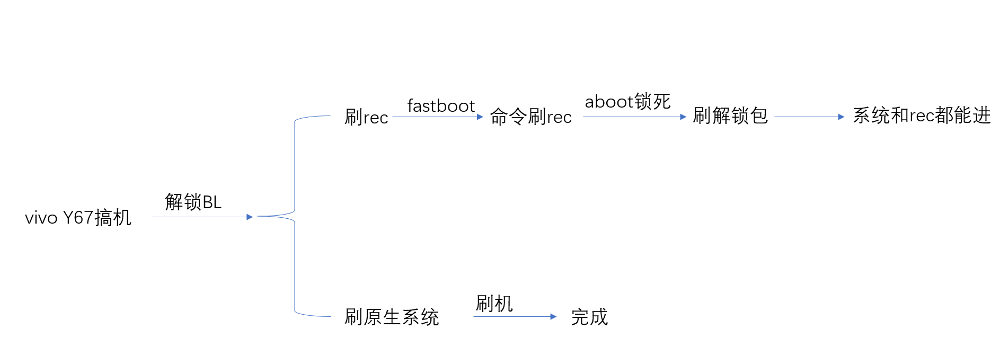 vivo Y67搞机
解锁BL
刷rec
fastboot
命令刷rec
aboot锁死
刷解锁包
系统和rec都能进
刷原生系统
刷机
完成